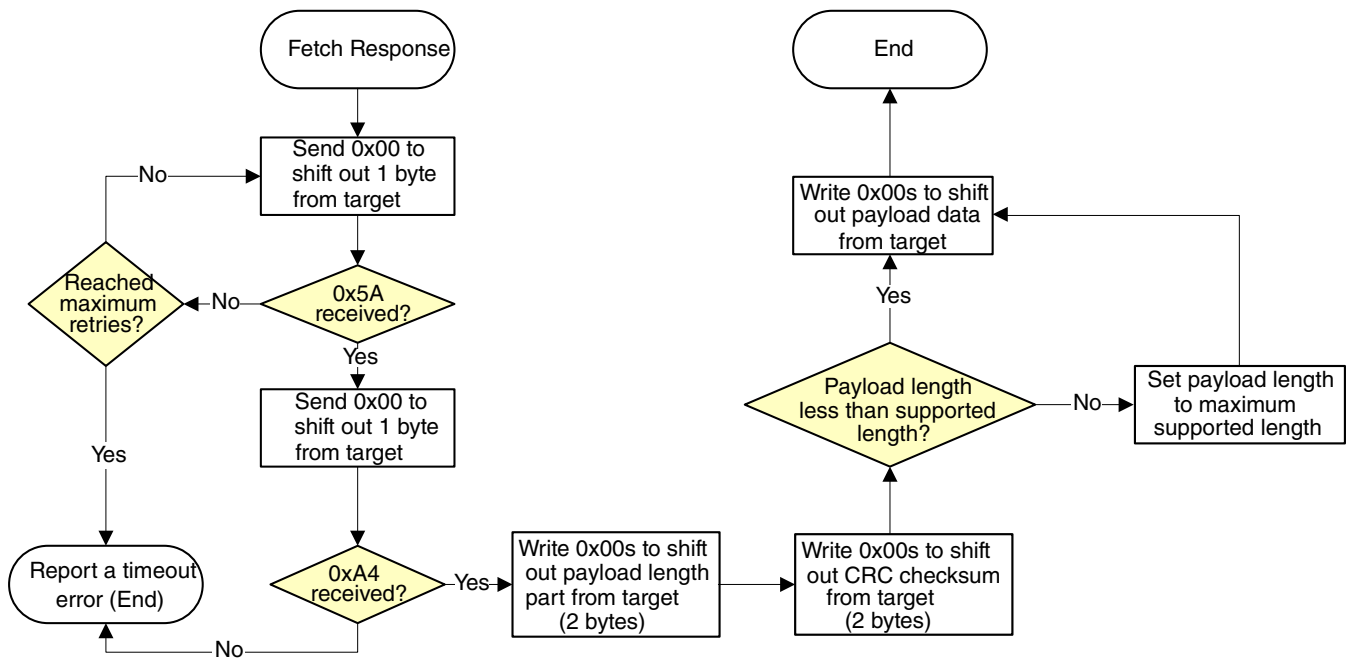 Fetch Response
Send 0x00 to
shift out 1 byte
from target
No
0x5A
received?
No
Reached
maximum
retries?
Yes
Report a timeout
error (End)
Yes
Send 0x00 to
shift out 1 byte
from target
0xA4
received?
No
Yes
Write 0x00s to shift
out payload length
part from target
(2 bytes)
Write 0x00s to shift
out CRC checksum
from target
(2 bytes)
Payload length
less than supported
length?
No
Set payload length
to maximum
supported length
Yes
Write 0x00s to shift
out payload data
from target
End